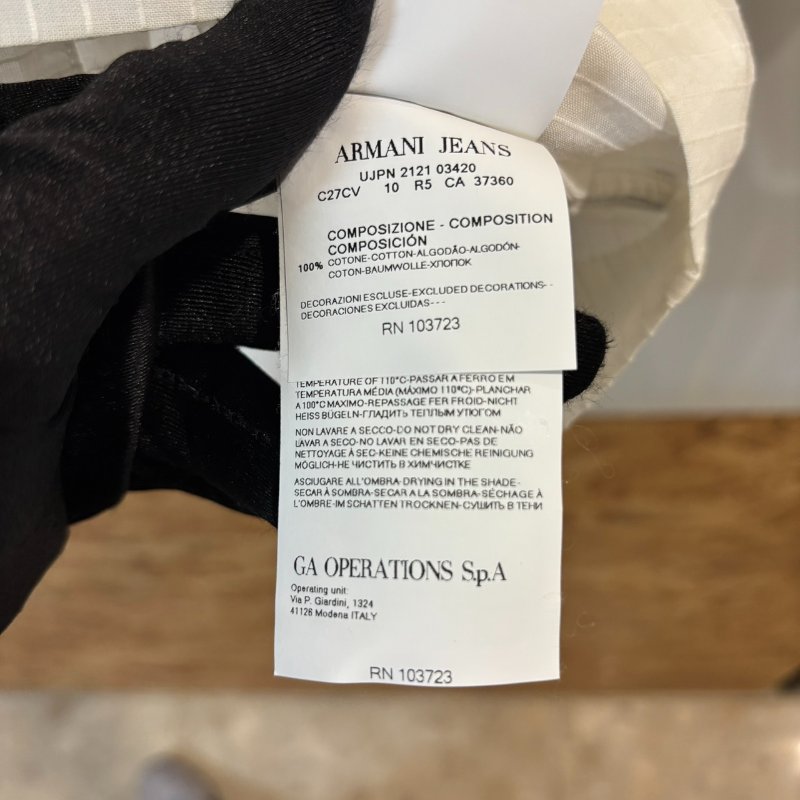 ARMANI JEANS
UJPN 2121 03420
C27CV 10 R5 CA 37360
COMPOSIZIONE - COMPOSITION
COMPOSICIÓN
100% COTONE-COTTON-ALGODÃO-ALGODÓN-
COTON-BAUMWOLLE-ХЛОПОК
DECORAZIONI ESCLUSE-EXCLUDED DECORATIONS- -
DECORACIONES EXCLUIDAS- - -
RN 103723
TEMPERATURE OF 110°C-PASSAR A FERRO EM
TEMPERATURA MÉDIA (MÁXIMO 110°C)-PLANCHAR
A 100°C MAXIMO-REPASSAGE FER FROID-NICHT
HEISS BÜGELN-ГЛАДИТЬ ТЕПЛЫМ УТЮГОМ
NON LAVARE A SECCO-DO NOT DRY CLEAN-NÃO
LAVAR A SECO-NO LAVAR EN SECO-PAS DE
NETTOYAGE À SEC-KEINE CHEMISCHE REINIGUNG
MÖGLICH-НЕ ЧИСТИТЬ В ХИМЧИСТКЕ
ASCIUGARE ALL'OMBRA-DRYING IN THE SHADE-
SECAR À SOMBRA-SECAR A LA SOMBRA-SÉCHAGE À
L'OMBRE-IM SCHATTEN TROCKNEN-СУШИТЬ В ТЕНИ
GA OPERATIONS S.p.A
Operating unit:
Via P. Giardini, 1324
41126 Modena ITALY
RN 103723